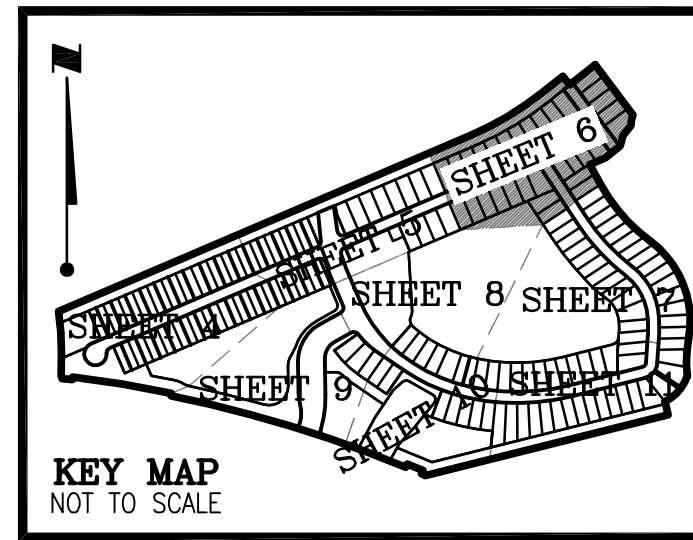 N
SHEET 6
SHEET 5
SHEET 8
SHEET 7
SHEET 4
SHEET 9
SHEET 10
SHEET 11
KEY MAP
NOT TO SCALE